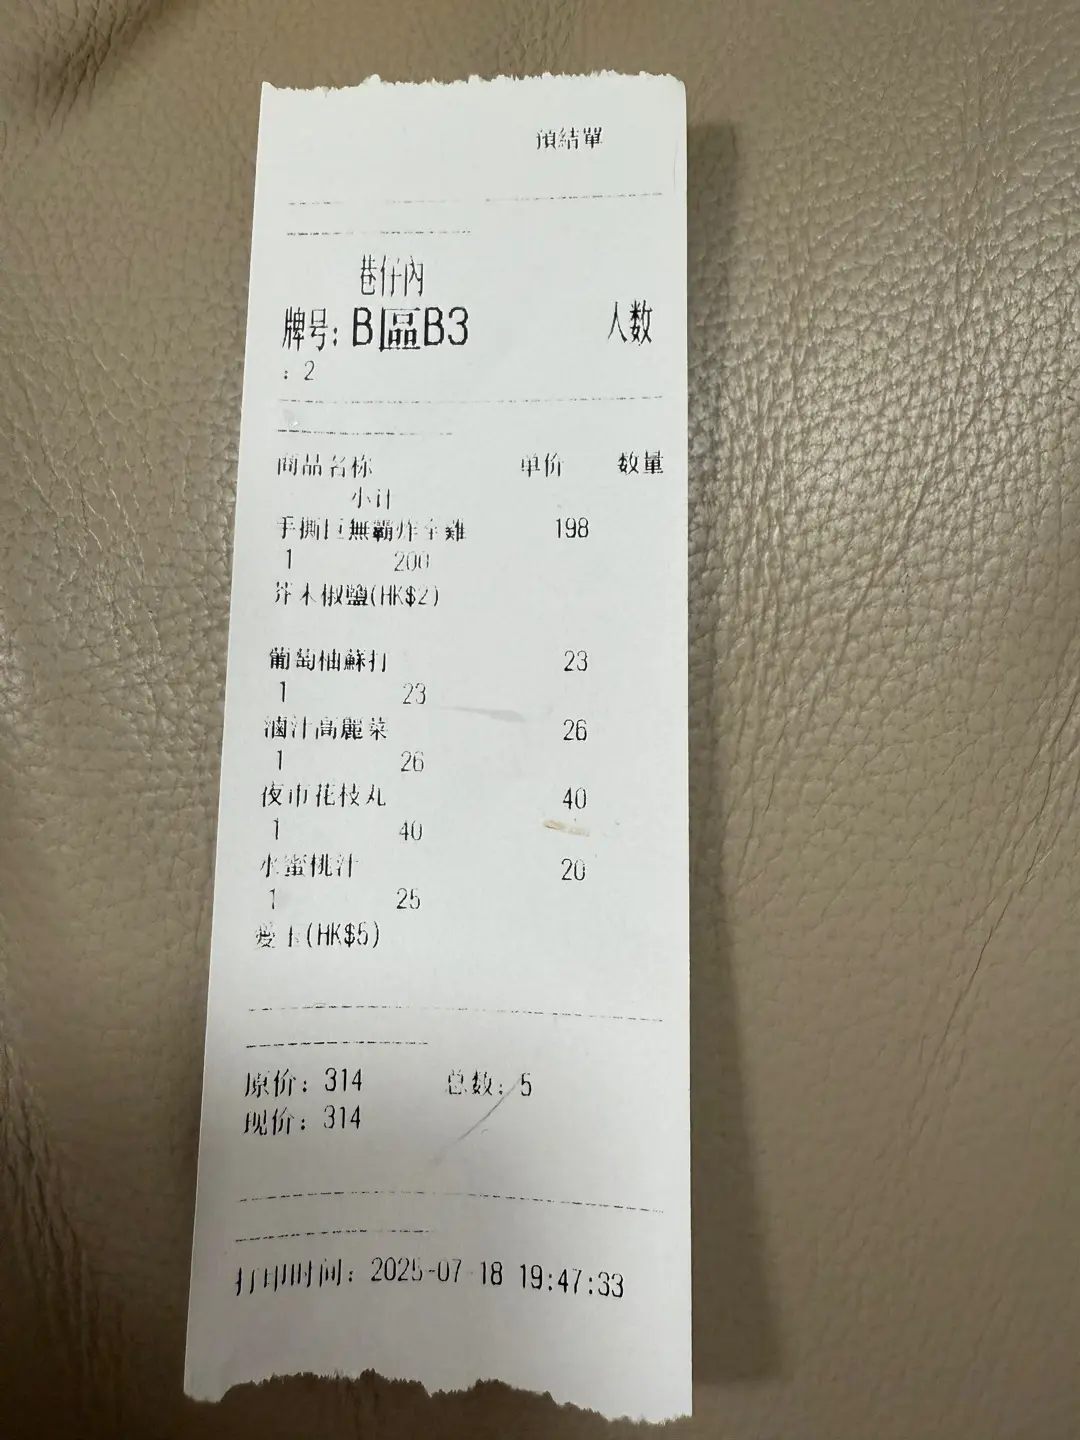 預結單
巷仔內
牌号: B區B3 人数
: 2
商品名称 单价 数量
小计
手撕巨無霸炸全雞 198
1 200
芥末椒鹽(HK$2)
葡萄柚蘇打 23
1 23
滷汁高麗菜 26
1 26
夜市花枝丸 40
1 40
水蜜桃汁 20
1 25
愛玉(HK$5)
原价: 314 总数: 5
现价: 314
打印时间: 2025-07-18 19:47:33